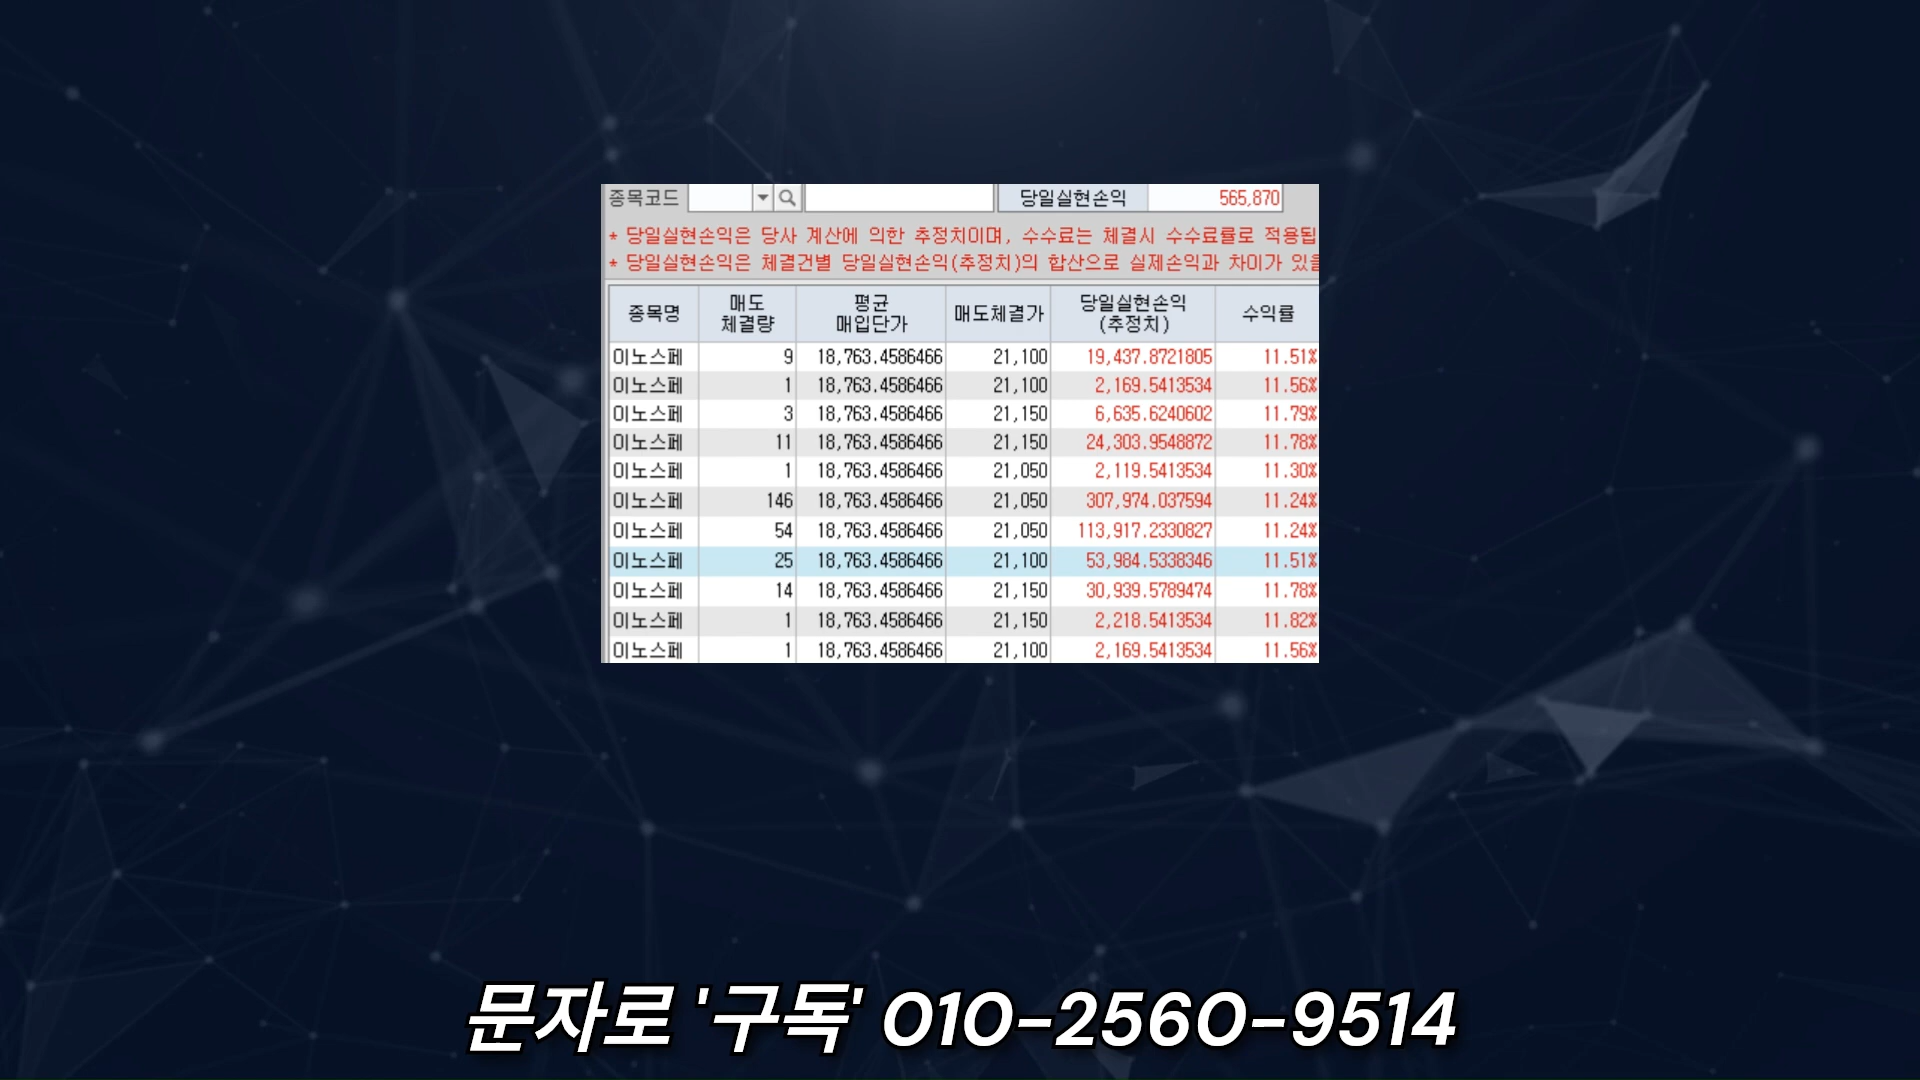 종목코드 당일실현손익 565,870
* 당일실현손익은 당사 계산에 의한 추정치이며, 수수료는 체결시 수수료률로 적용됩
* 당일실현손익은 체결건별 당일실현손익(추정치)의 합산으로 실제손익과 차이가 있을
종목명 매도 체결량 평균 매입단가 매도체결가 당일실현손익 (추정치) 수익률
이노스페 9 18,763.4586466 21,100 19,437.8721805 11.51%
이노스페 1 18,763.4586466 21,100 2,169.5413534 11.56%
이노스페 3 18,763.4586466 21,150 6,635.6240602 11.79%
이노스페 11 18,763.4586466 21,150 24,303.9548872 11.78%
이노스페 1 18,763.4586466 21,050 2,119.5413534 11.30%
이노스페 146 18,763.4586466 21,050 307,974.037594 11.24%
이노스페 54 18,763.4586466 21,050 113,917.2330827 11.24%
이노스페 25 18,763.4586466 21,100 53,984.5338346 11.51%
이노스페 14 18,763.4586466 21,150 30,939.5789474 11.78%
이노스페 1 18,763.4586466 21,150 2,218.5413534 11.82%
이노스페 1 18,763.4586466 21,100 2,169.5413534 11.56%
문자로 '구독' 010-2560-9514